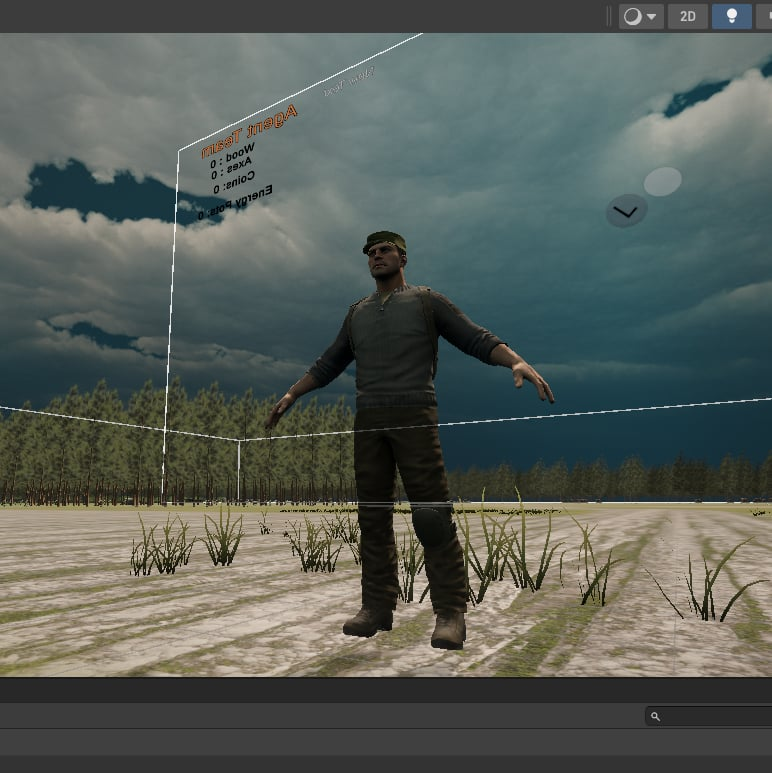 2D
Agent Team
Wood : 0
Axes : 0
Coins: 0
Energy Pots: 0